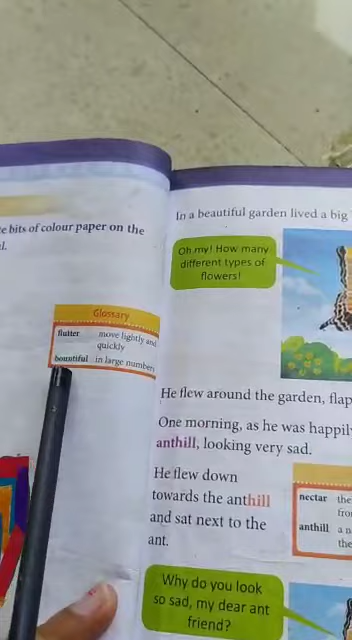 e bits of colour paper on the
l.
Glossary
flutter move lightly and
quickly
bountiful in large numbers
In a beautiful garden lived a big
Oh my! How many
different types of
flowers!
He flew around the garden, flap
One morning, as he was happil
anthill, looking very sad.
He flew down
towards the anthill
and sat next to the
ant.
nectar the
fro
anthill a n
the
Why do you look
so sad, my dear ant
friend?